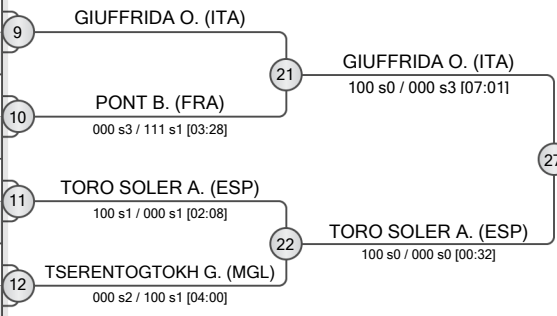 9
GIUFFRIDA O. (ITA)
21
GIUFFRIDA O. (ITA)
100 s0 / 000 s3 [07:01]
10
PONT B. (FRA)
000 s3 / 111 s1 [03:28]
27
11
TORO SOLER A. (ESP)
100 s1 / 000 s1 [02:08]
22
TORO SOLER A. (ESP)
100 s0 / 000 s0 [00:32]
12
TSERENTOGTOKH G. (MGL)
000 s2 / 100 s1 [04:00]